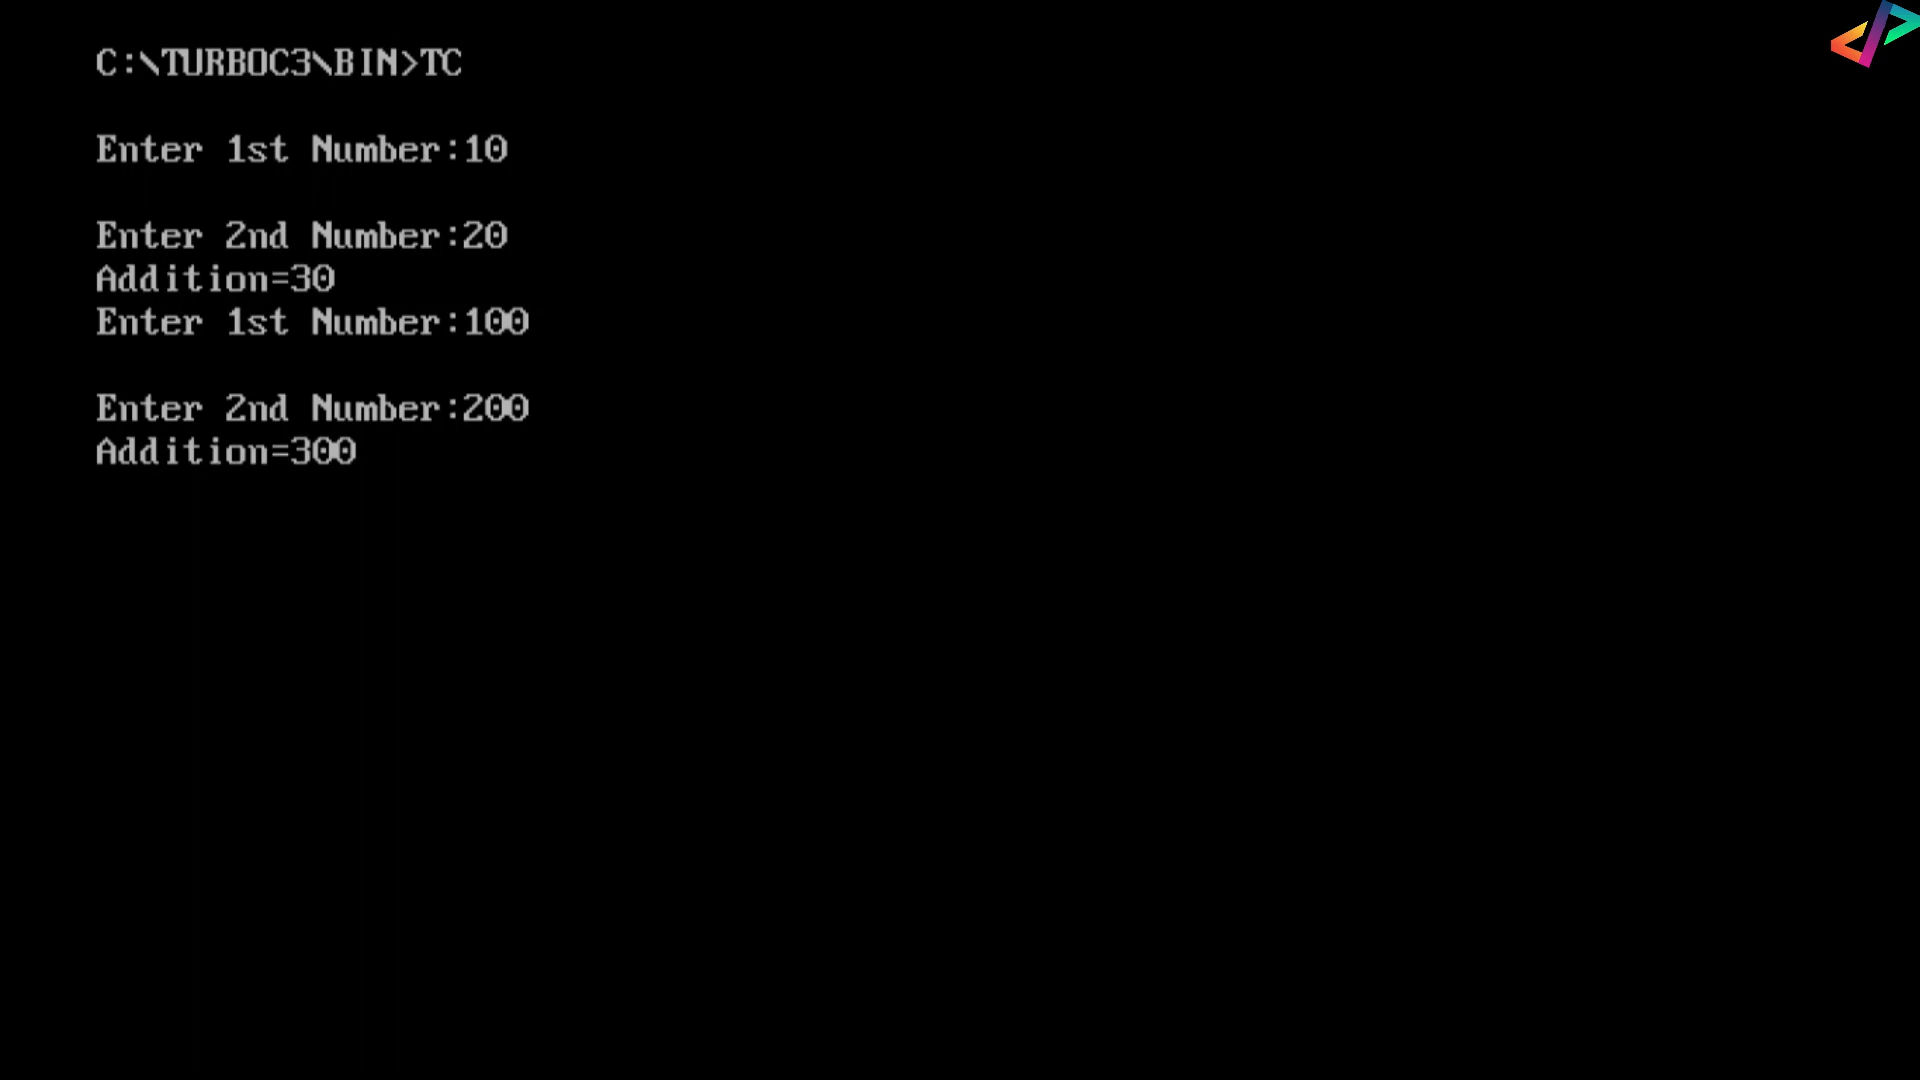 C:\TURBOC3\BIN>TC
Enter 1st Number:10
Enter 2nd Number:20
Addition=30
Enter 1st Number:100
Enter 2nd Number:200
Addition=300